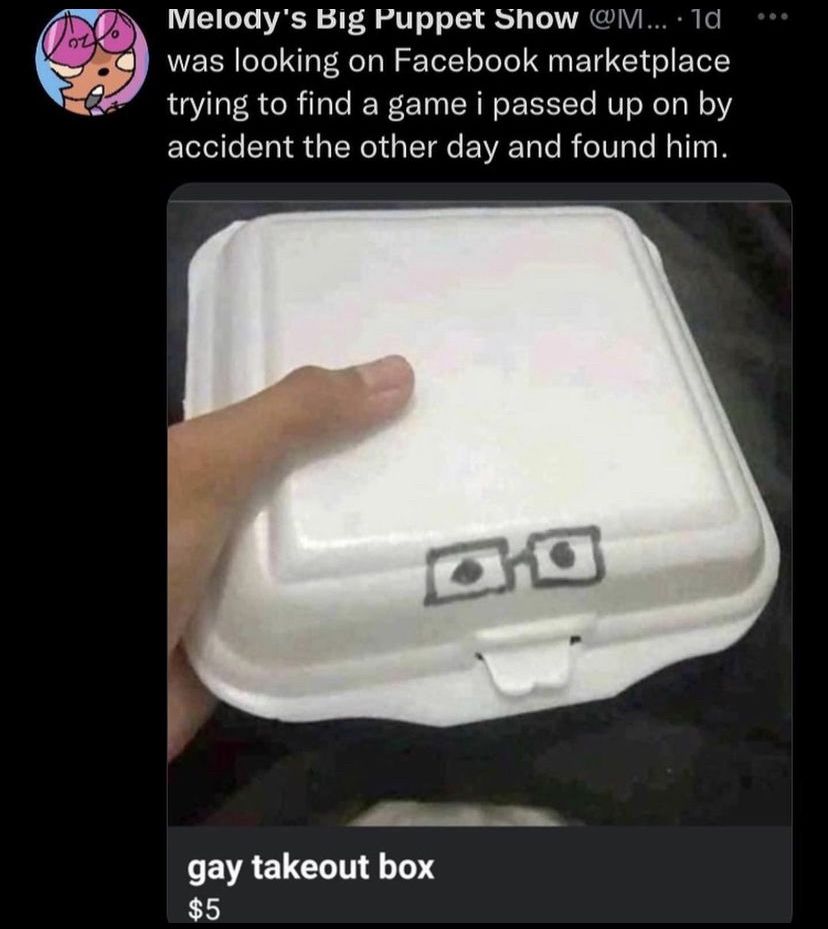 Melody's Big Puppet Show @M... · 1d
was looking on Facebook marketplace
trying to find a game i passed up on by
accident the other day and found him.
gay takeout box
$5